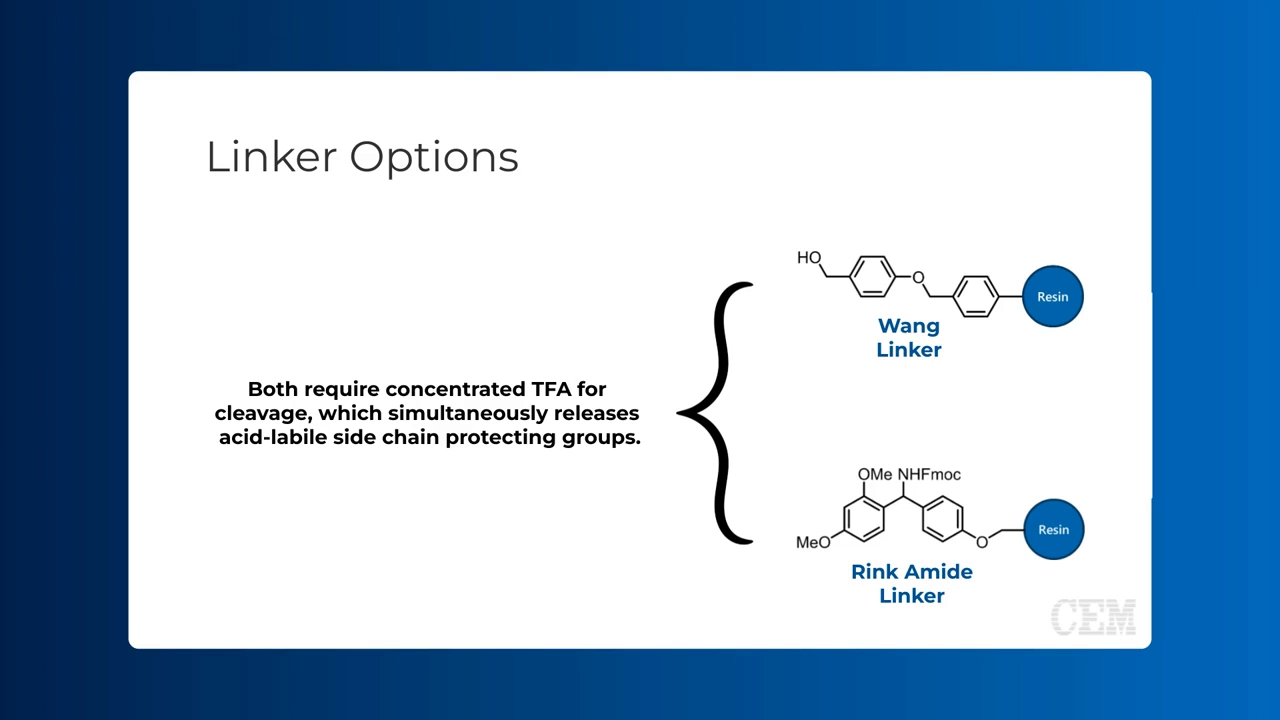 Linker Options
HO
O
Resin
Wang
Linker
Both require concentrated TFA for
cleavage, which simultaneously releases
acid-labile side chain protecting groups.
OMe NHFmoc
MeO
O
Resin
Rink Amide
Linker
CEM